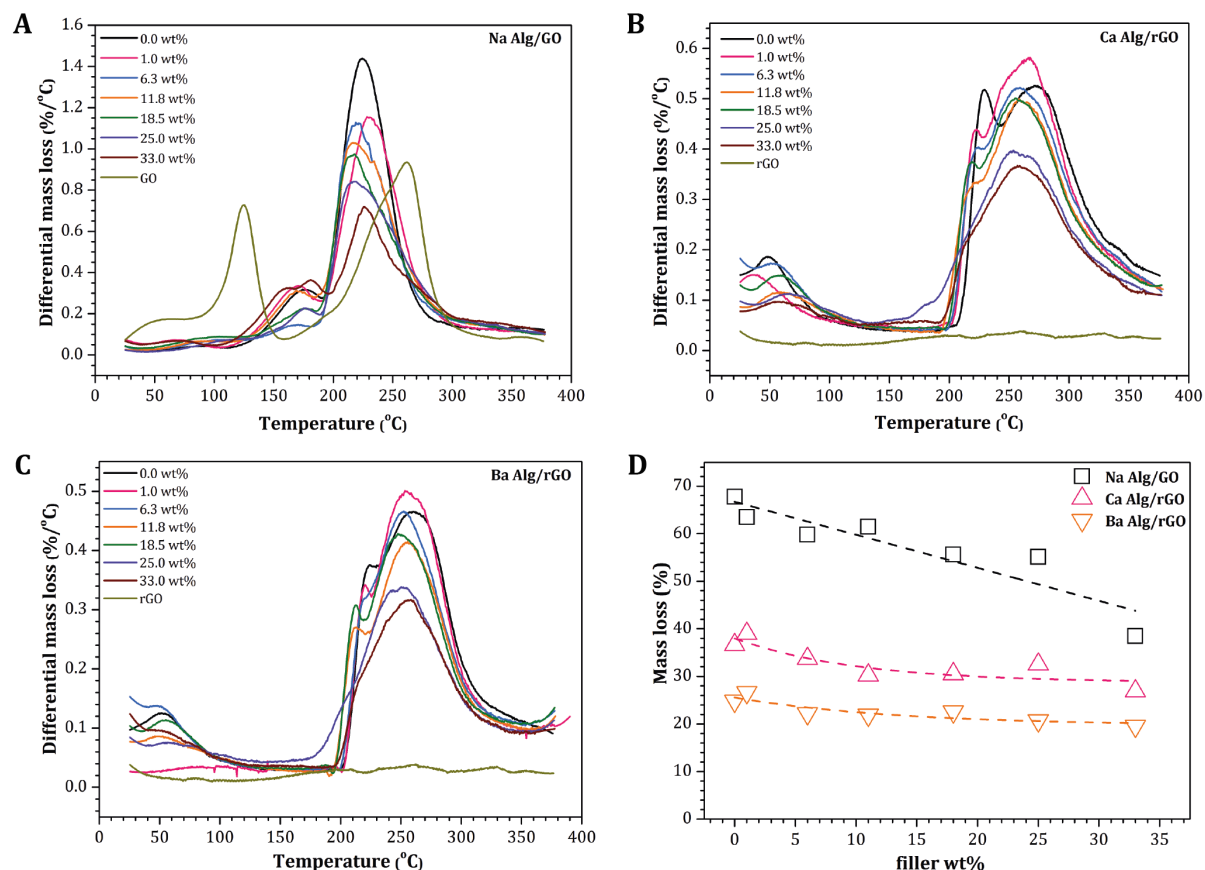 A
Na Alg/GO
0.0 wt%
1.0 wt%
6.3 wt%
11.8 wt%
18.5 wt%
25.0 wt%
33.0 wt%
GO
Differential mass loss (%/°C)
1.6
1.4
1.2
1.0
0.8
0.6
0.4
0.2
0.0
0 50 100 150 200 250 300 350 400
Temperature (°C)
B
Ca Alg/rGO
0.0 wt%
1.0 wt%
6.3 wt%
11.8 wt%
18.5 wt%
25.0 wt%
33.0 wt%
rGO
Differential mass loss (%/°C)
0.6
0.5
0.4
0.3
0.2
0.1
0.0
0 50 100 150 200 250 300 350 400
Temperature (°C)
C
Ba Alg/rGO
0.0 wt%
1.0 wt%
6.3 wt%
11.8 wt%
18.5 wt%
25.0 wt%
33.0 wt%
rGO
Differential mass loss (%/°C)
0.5
0.4
0.3
0.2
0.1
0.0
0 50 100 150 200 250 300 350 400
Temperature (°C)
D
Na Alg/GO
Ca Alg/rGO
Ba Alg/rGO
Mass loss (%)
70
60
50
40
30
20
10
0
0 5 10 15 20 25 30 35
filler wt%